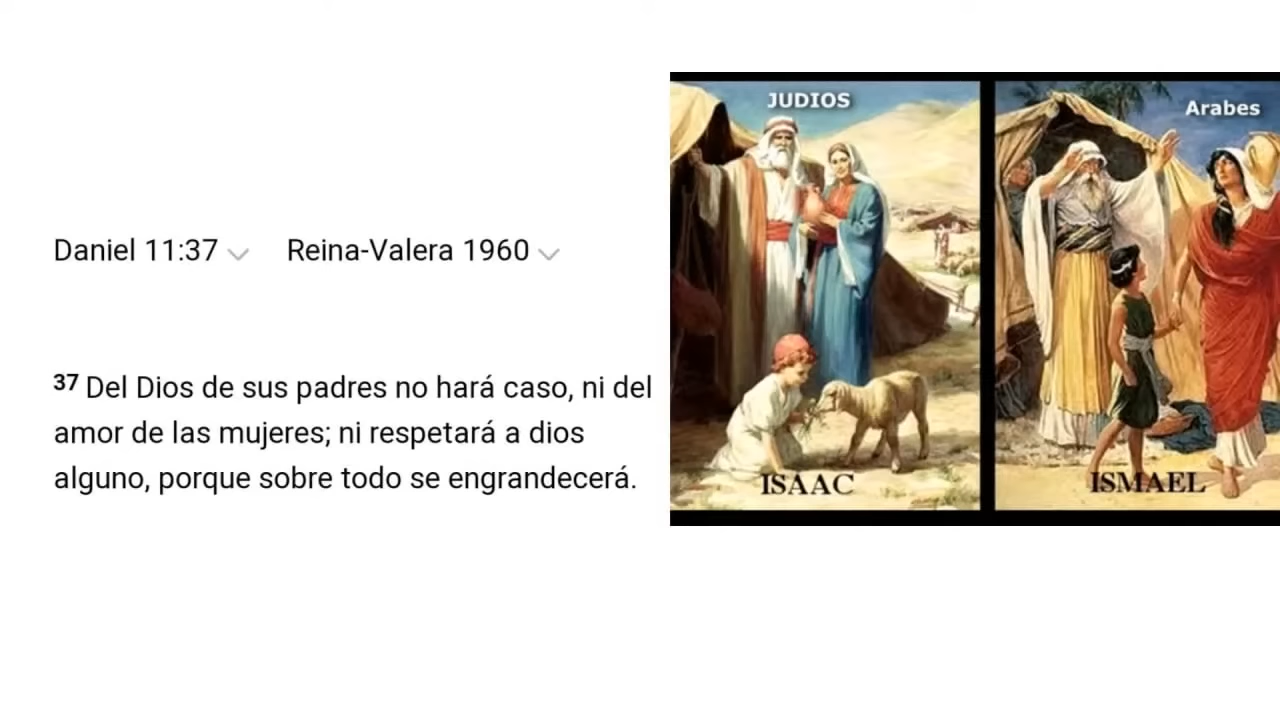 Daniel 11:37 Reina-Valera 1960
37 Del Dios de sus padres no hará caso, ni del
amor de las mujeres; ni respetará a dios
alguno, porque sobre todo se engrandecerá.
JUDIOS
ISAAC
Arabes
ISMAEL